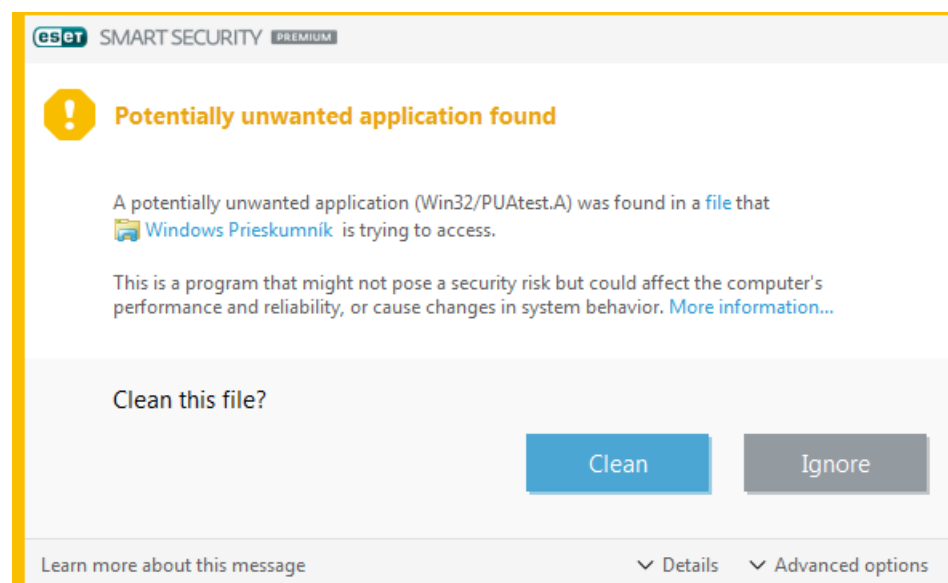 eset SMART SECURITY PREMIUM
Potentially unwanted application found
A potentially unwanted application (Win32/PUAtest.A) was found in a file that
Windows Prieskumník is trying to access.
This is a program that might not pose a security risk but could affect the computer's
performance and reliability, or cause changes in system behavior. More information...
Clean this file?
Clean Ignore
Learn more about this message Details Advanced options